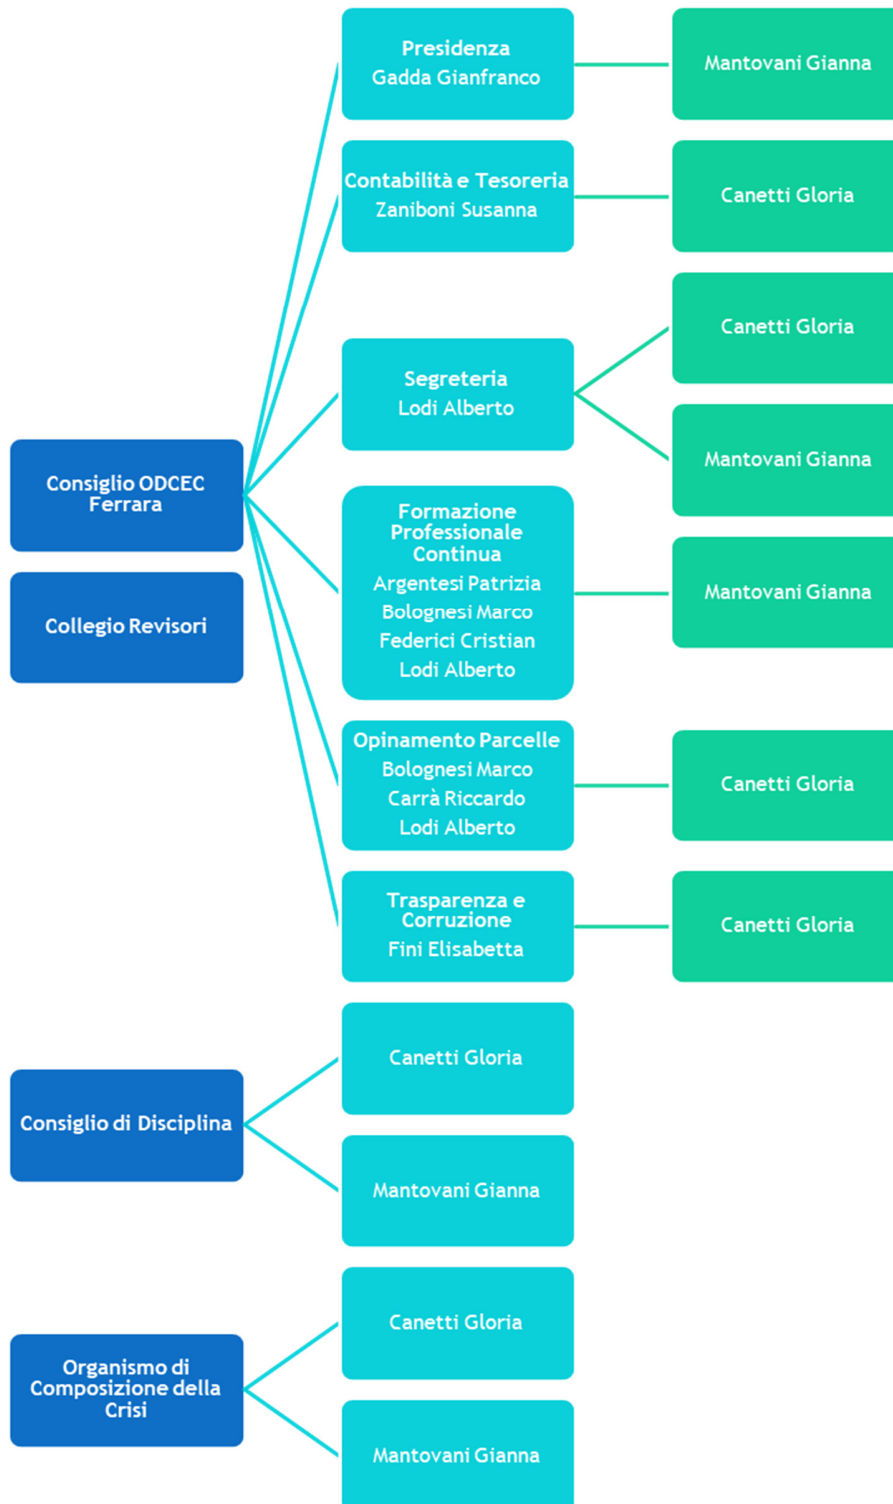 Presidenza
Gadda Gianfranco
Mantovani Gianna
Contabilità e Tesoreria
Zaniboni Susanna
Canetti Gloria
Segreteria
Lodi Alberto
Canetti Gloria
Mantovani Gianna
Consiglio ODCEC
Ferrara
Collegio Revisori
Formazione
Professionale
Continua
Argentesi Patrizia
Bolognesi Marco
Federici Cristian
Lodi Alberto
Mantovani Gianna
Opinamento Parcelle
Bolognesi Marco
Carrà Riccardo
Lodi Alberto
Canetti Gloria
Trasparenza e
Corruzione
Fini Elisabetta
Canetti Gloria
Consiglio di Disciplina
Canetti Gloria
Mantovani Gianna
Organismo di
Composizione della
Crisi
Canetti Gloria
Mantovani Gianna